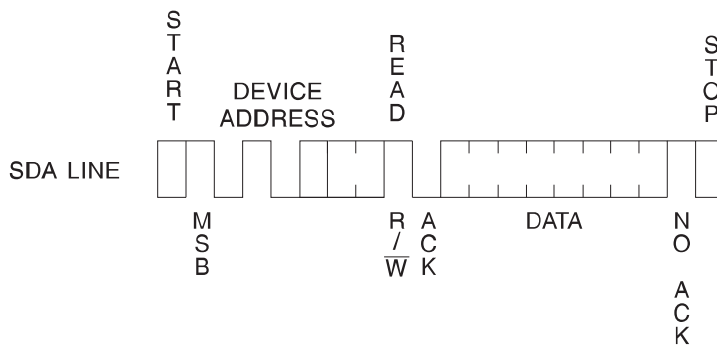 START
DEVICE
ADDRESS
READ
STOP
SDA LINE
MSB
R/W
ACK
DATA
NO ACK